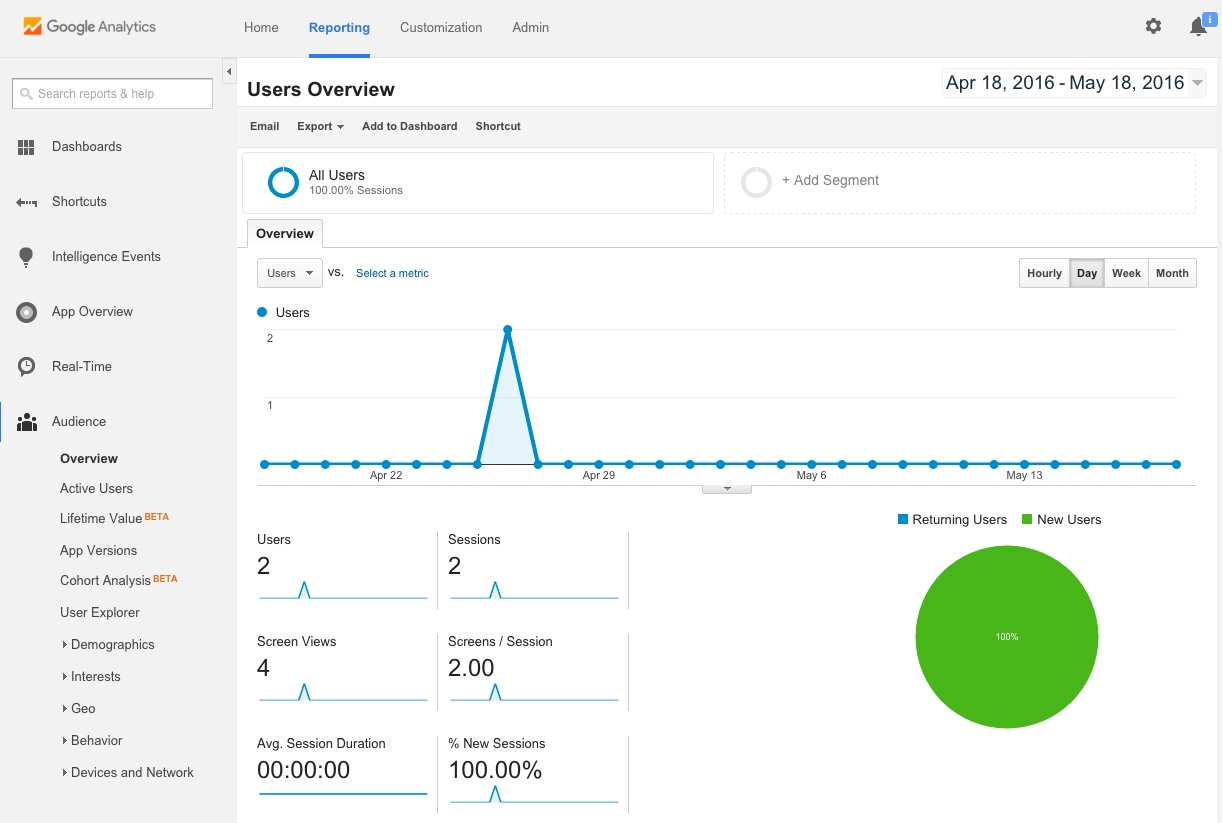 Google Analytics
Home Reporting Customization Admin
i
Search reports & help
Dashboards
Shortcuts
Intelligence Events
App Overview
Real-Time
Audience
Overview
Active Users
Lifetime Value BETA
App Versions
Cohort Analysis BETA
User Explorer
Demographics
Interests
Geo
Behavior
Devices and Network
Users Overview
Apr 18, 2016 - May 18, 2016
Email Export Add to Dashboard Shortcut
All Users
100.00% Sessions
+ Add Segment
Overview
Users vs. Select a metric
Hourly Day Week Month
Users
2
1
Apr 22 Apr 29 May 6 May 13
Users
2
Sessions
2
Screen Views
4
Screens / Session
2.00
Avg. Session Duration
00:00:00
% New Sessions
100.00%
Returning Users New Users
100%